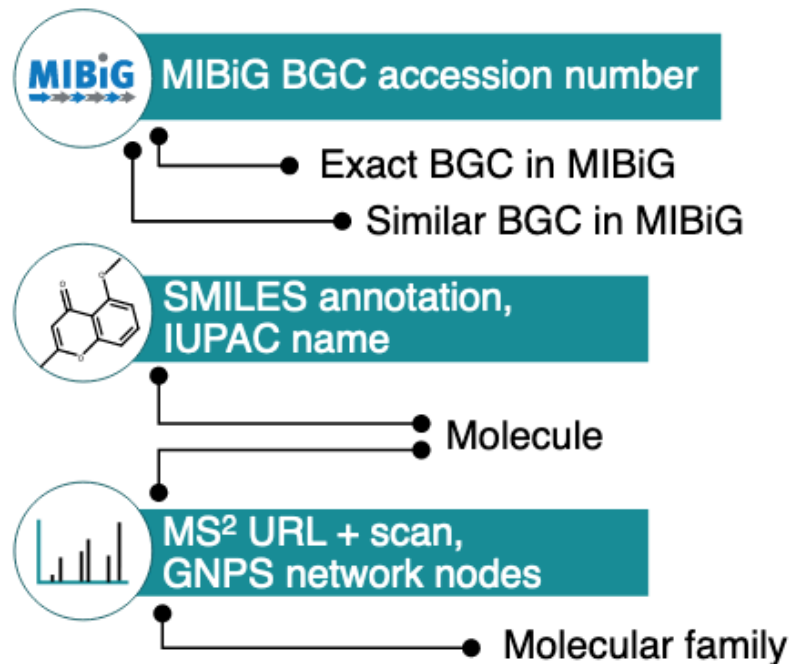 MIBiG
MIBiG BGC accession number
Exact BGC in MIBiG
Similar BGC in MIBiG
SMILES annotation,
IUPAC name
Molecule
MS² URL + scan,
GNPS network nodes
Molecular family